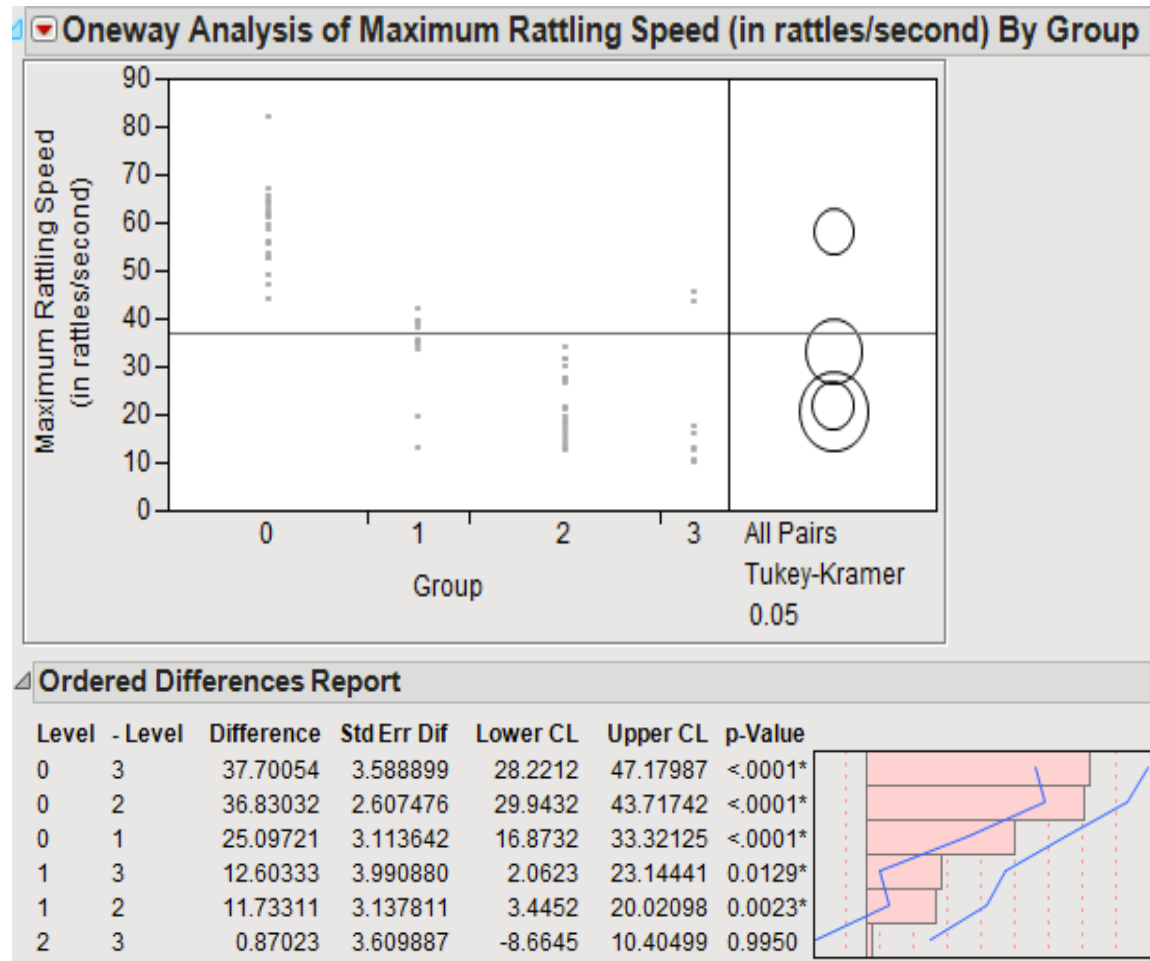 Oneway Analysis of Maximum Rattling Speed (in rattles/second) By Group
Maximum Rattling Speed
(in rattles/second)
90
80
70
60
50
40
30
20
10
0
0 1 2 3
Group
All Pairs
Tukey-Kramer
0.05
Ordered Differences Report
Level - Level Difference Std Err Dif Lower CL Upper CL p-Value
0 3 37.70054 3.588899 28.2212 47.17987 <.0001*
0 2 36.83032 2.607476 29.9432 43.71742 <.0001*
0 1 25.09721 3.113642 16.8732 33.32125 <.0001*
1 3 12.60333 3.990880 2.0623 23.14441 0.0129*
1 2 11.73311 3.137811 3.4452 20.02098 0.0023*
2 3 0.87023 3.609887 -8.6645 10.40499 0.9950